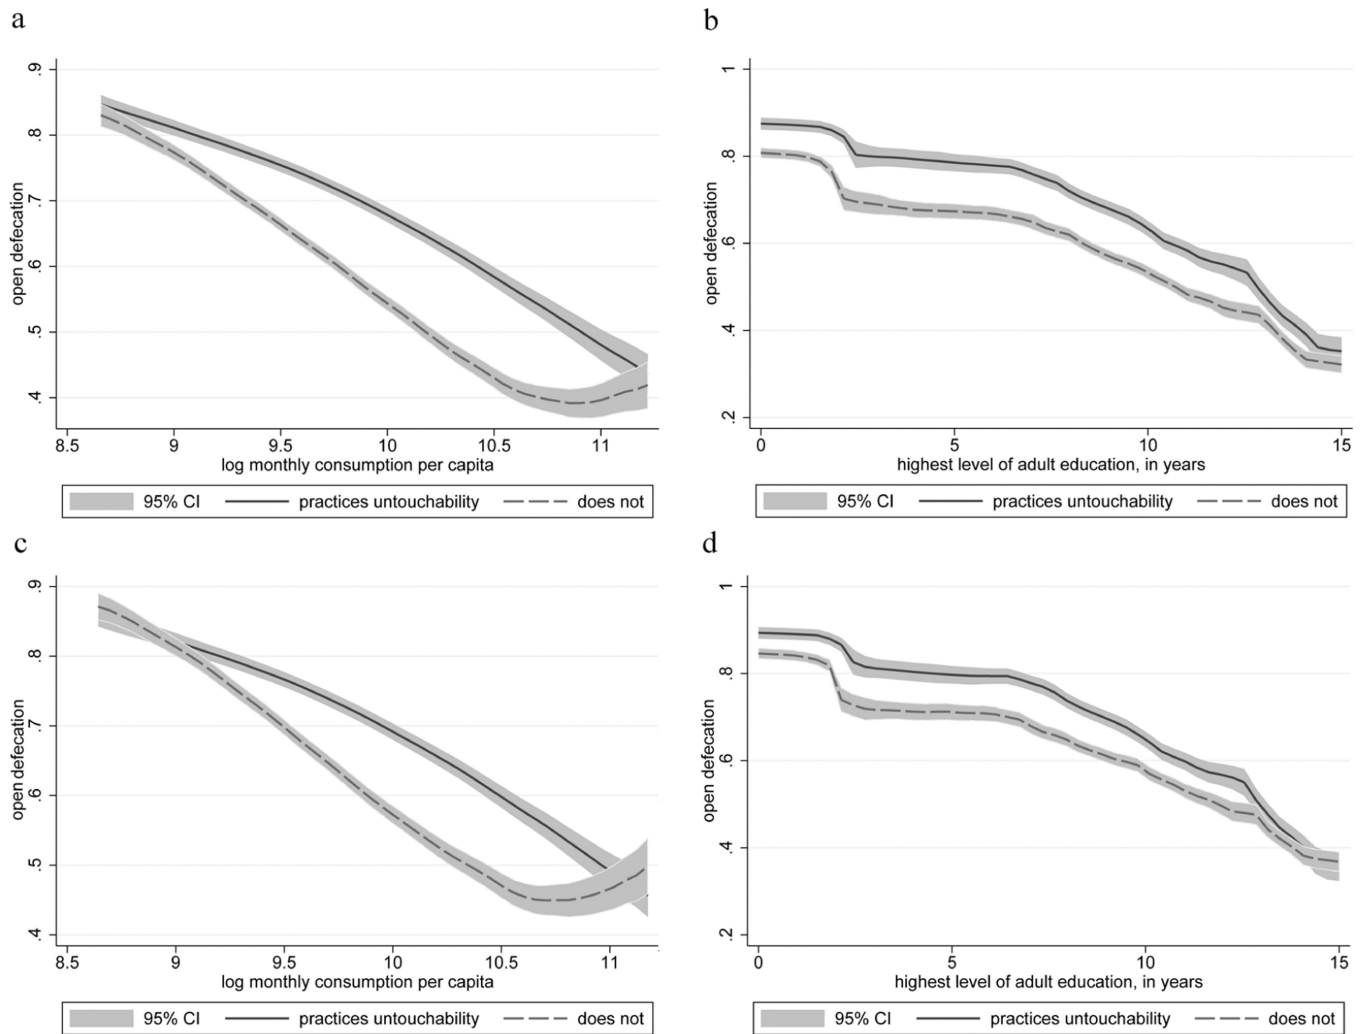 a
open defecation
.9
.8
.7
.6
.5
.4
8.5 9 9.5 10 10.5 11
log monthly consumption per capita
95% CI practices untouchability does not
b
open defecation
1
.8
.6
.4
.2
0 5 10 15
highest level of adult education, in years
95% CI practices untouchability does not
c
open defecation
.9
.8
.7
.6
.5
.4
8.5 9 9.5 10 10.5 11
log monthly consumption per capita
95% CI practices untouchability does not
d
open defecation
1
.8
.6
.4
.2
0 5 10 15
highest level of adult education, in years
95% CI practices untouchability does not